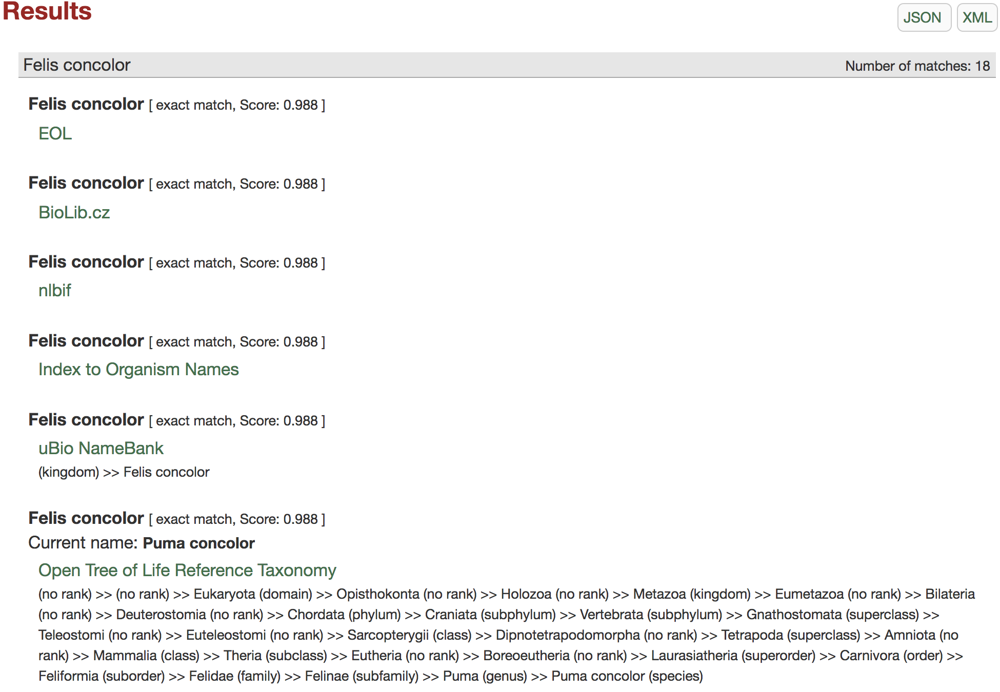 Results
JSON XML
Felis concolor Number of matches: 18
Felis concolor [ exact match, Score: 0.988 ]
EOL
Felis concolor [ exact match, Score: 0.988 ]
BioLib.cz
Felis concolor [ exact match, Score: 0.988 ]
nlbif
Felis concolor [ exact match, Score: 0.988 ]
Index to Organism Names
Felis concolor [ exact match, Score: 0.988 ]
uBio NameBank
(kingdom) >> Felis concolor
Felis concolor [ exact match, Score: 0.988 ]
Current name: Puma concolor
Open Tree of Life Reference Taxonomy
(no rank) >> (no rank) >> Eukaryota (domain) >> Opisthokonta (no rank) >> Holozoa (no rank) >> Metazoa (kingdom) >> Eumetazoa (no rank) >> Bilateria
(no rank) >> Deuterostomia (no rank) >> Chordata (phylum) >> Craniata (subphylum) >> Vertebrata (subphylum) >> Gnathostomata (superclass) >>
Teleostomi (no rank) >> Euteleostomi (no rank) >> Sarcopterygii (class) >> Dipnotetrapodomorpha (no rank) >> Tetrapoda (superclass) >> Amniota (no
rank) >> Mammalia (class) >> Theria (subclass) >> Eutheria (no rank) >> Boreoeutheria (no rank) >> Laurasiatheria (superorder) >> Carnivora (order) >>
Feliformia (suborder) >> Felidae (family) >> Felinae (subfamily) >> Puma (genus) >> Puma concolor (species)